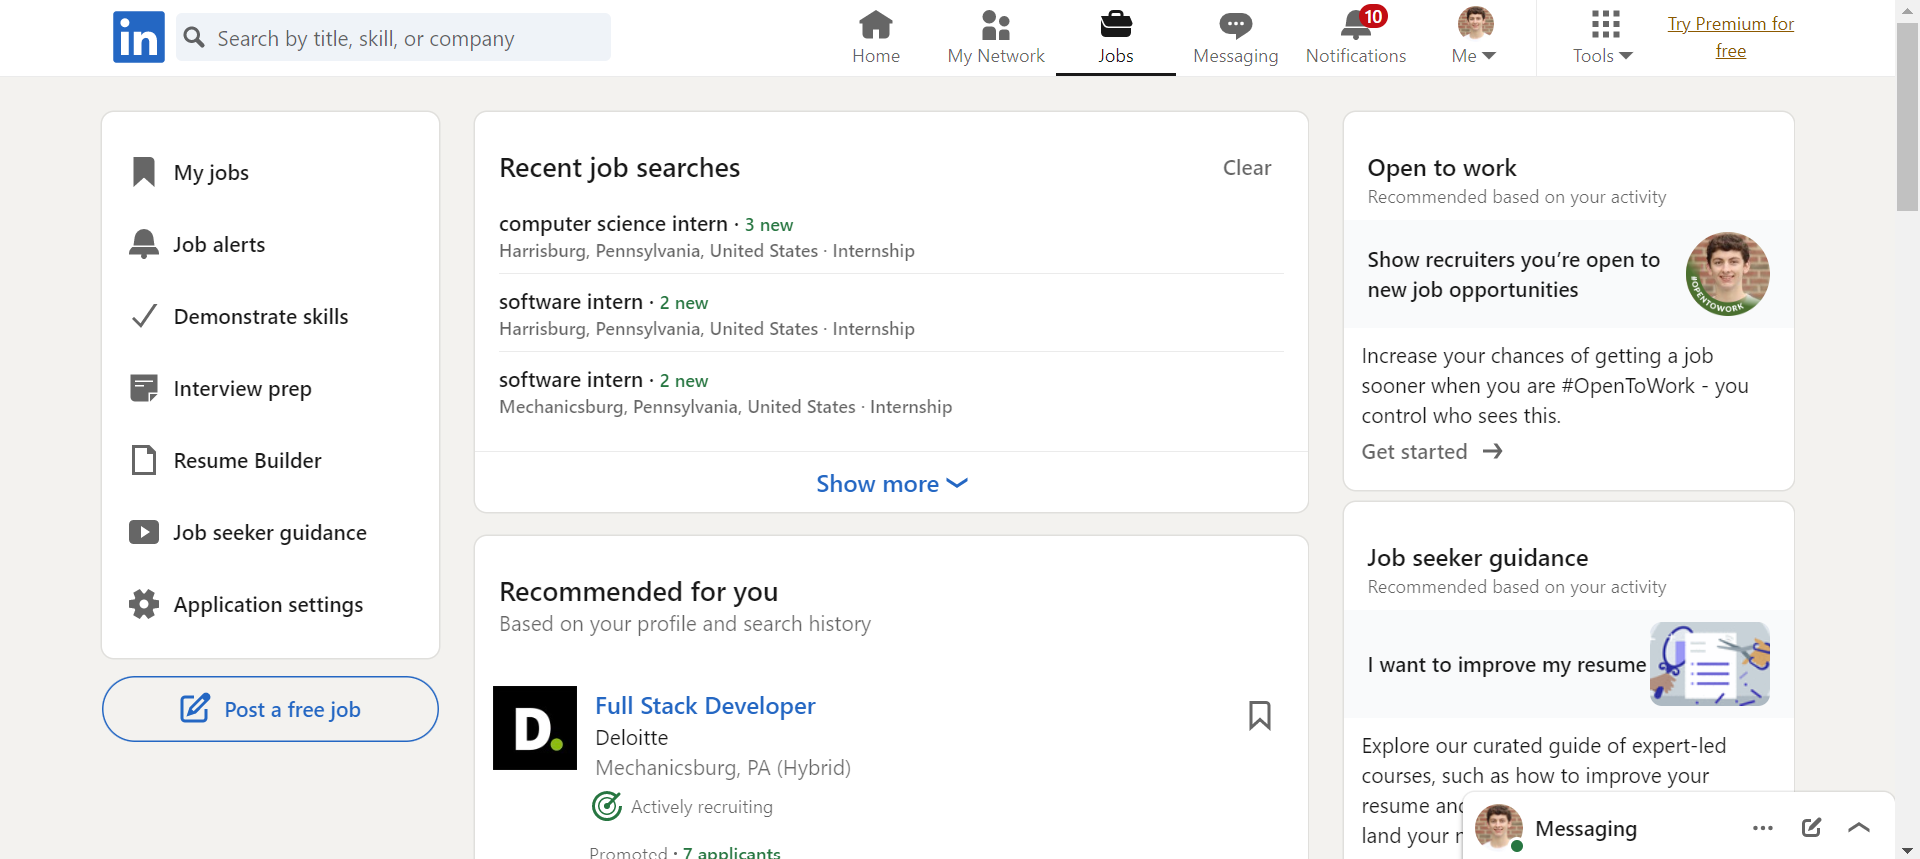 in
Search by title, skill, or company
Home
My Network
Jobs
Messaging
10
Notifications
Me
Tools
Try Premium for
free
My jobs
Job alerts
Demonstrate skills
Interview prep
Resume Builder
Job seeker guidance
Application settings
Post a free job
Recent job searches
Clear
computer science intern · 3 new
Harrisburg, Pennsylvania, United States · Internship
software intern · 2 new
Harrisburg, Pennsylvania, United States · Internship
software intern · 2 new
Mechanicsburg, Pennsylvania, United States · Internship
Show more
Recommended for you
Based on your profile and search history
D.
Full Stack Developer
Deloitte
Mechanicsburg, PA (Hybrid)
Actively recruiting
Promoted · 7 applicants
Open to work
Recommended based on your activity
Show recruiters you’re open to
new job opportunities
#OPENTOWORK
Increase your chances of getting a job
sooner when you are #OpenToWork - you
control who sees this.
Get started
Job seeker guidance
Recommended based on your activity
I want to improve my resume
Explore our curated guide of expert-led
courses, such as how to improve your
resume
land your
Messaging